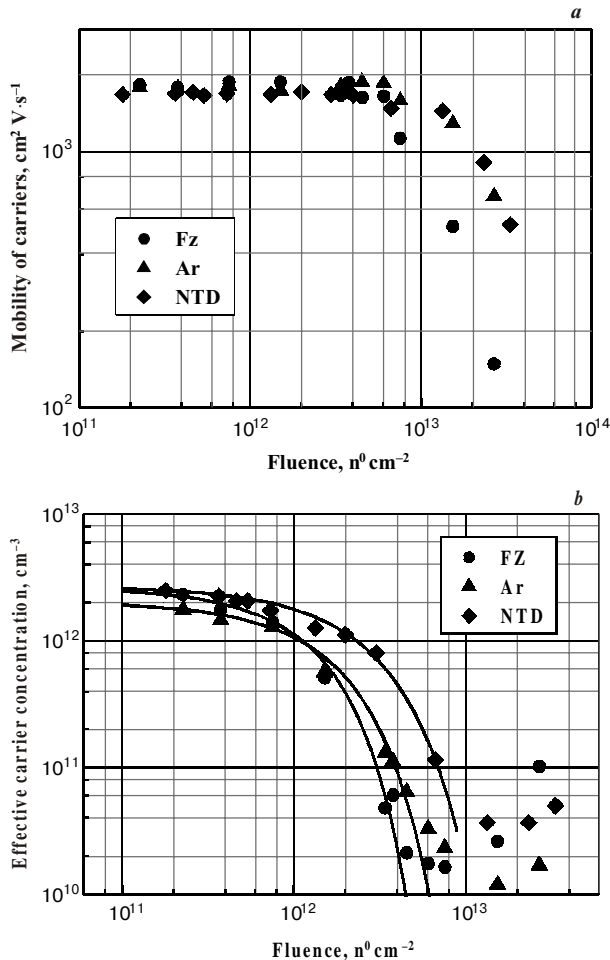 a
Mobility of carriers, cm² V·s⁻¹
10³
10²
Fz
Ar
NTD
10¹¹ 10¹² 10¹³ 10¹⁴
Fluence, n⁰ cm⁻²
b
Effective carrier concentration, cm⁻³
10¹³
10¹²
10¹¹
10¹⁰
FZ
Ar
NTD
10¹¹ 10¹² 10¹³
Fluence, n⁰ cm⁻²